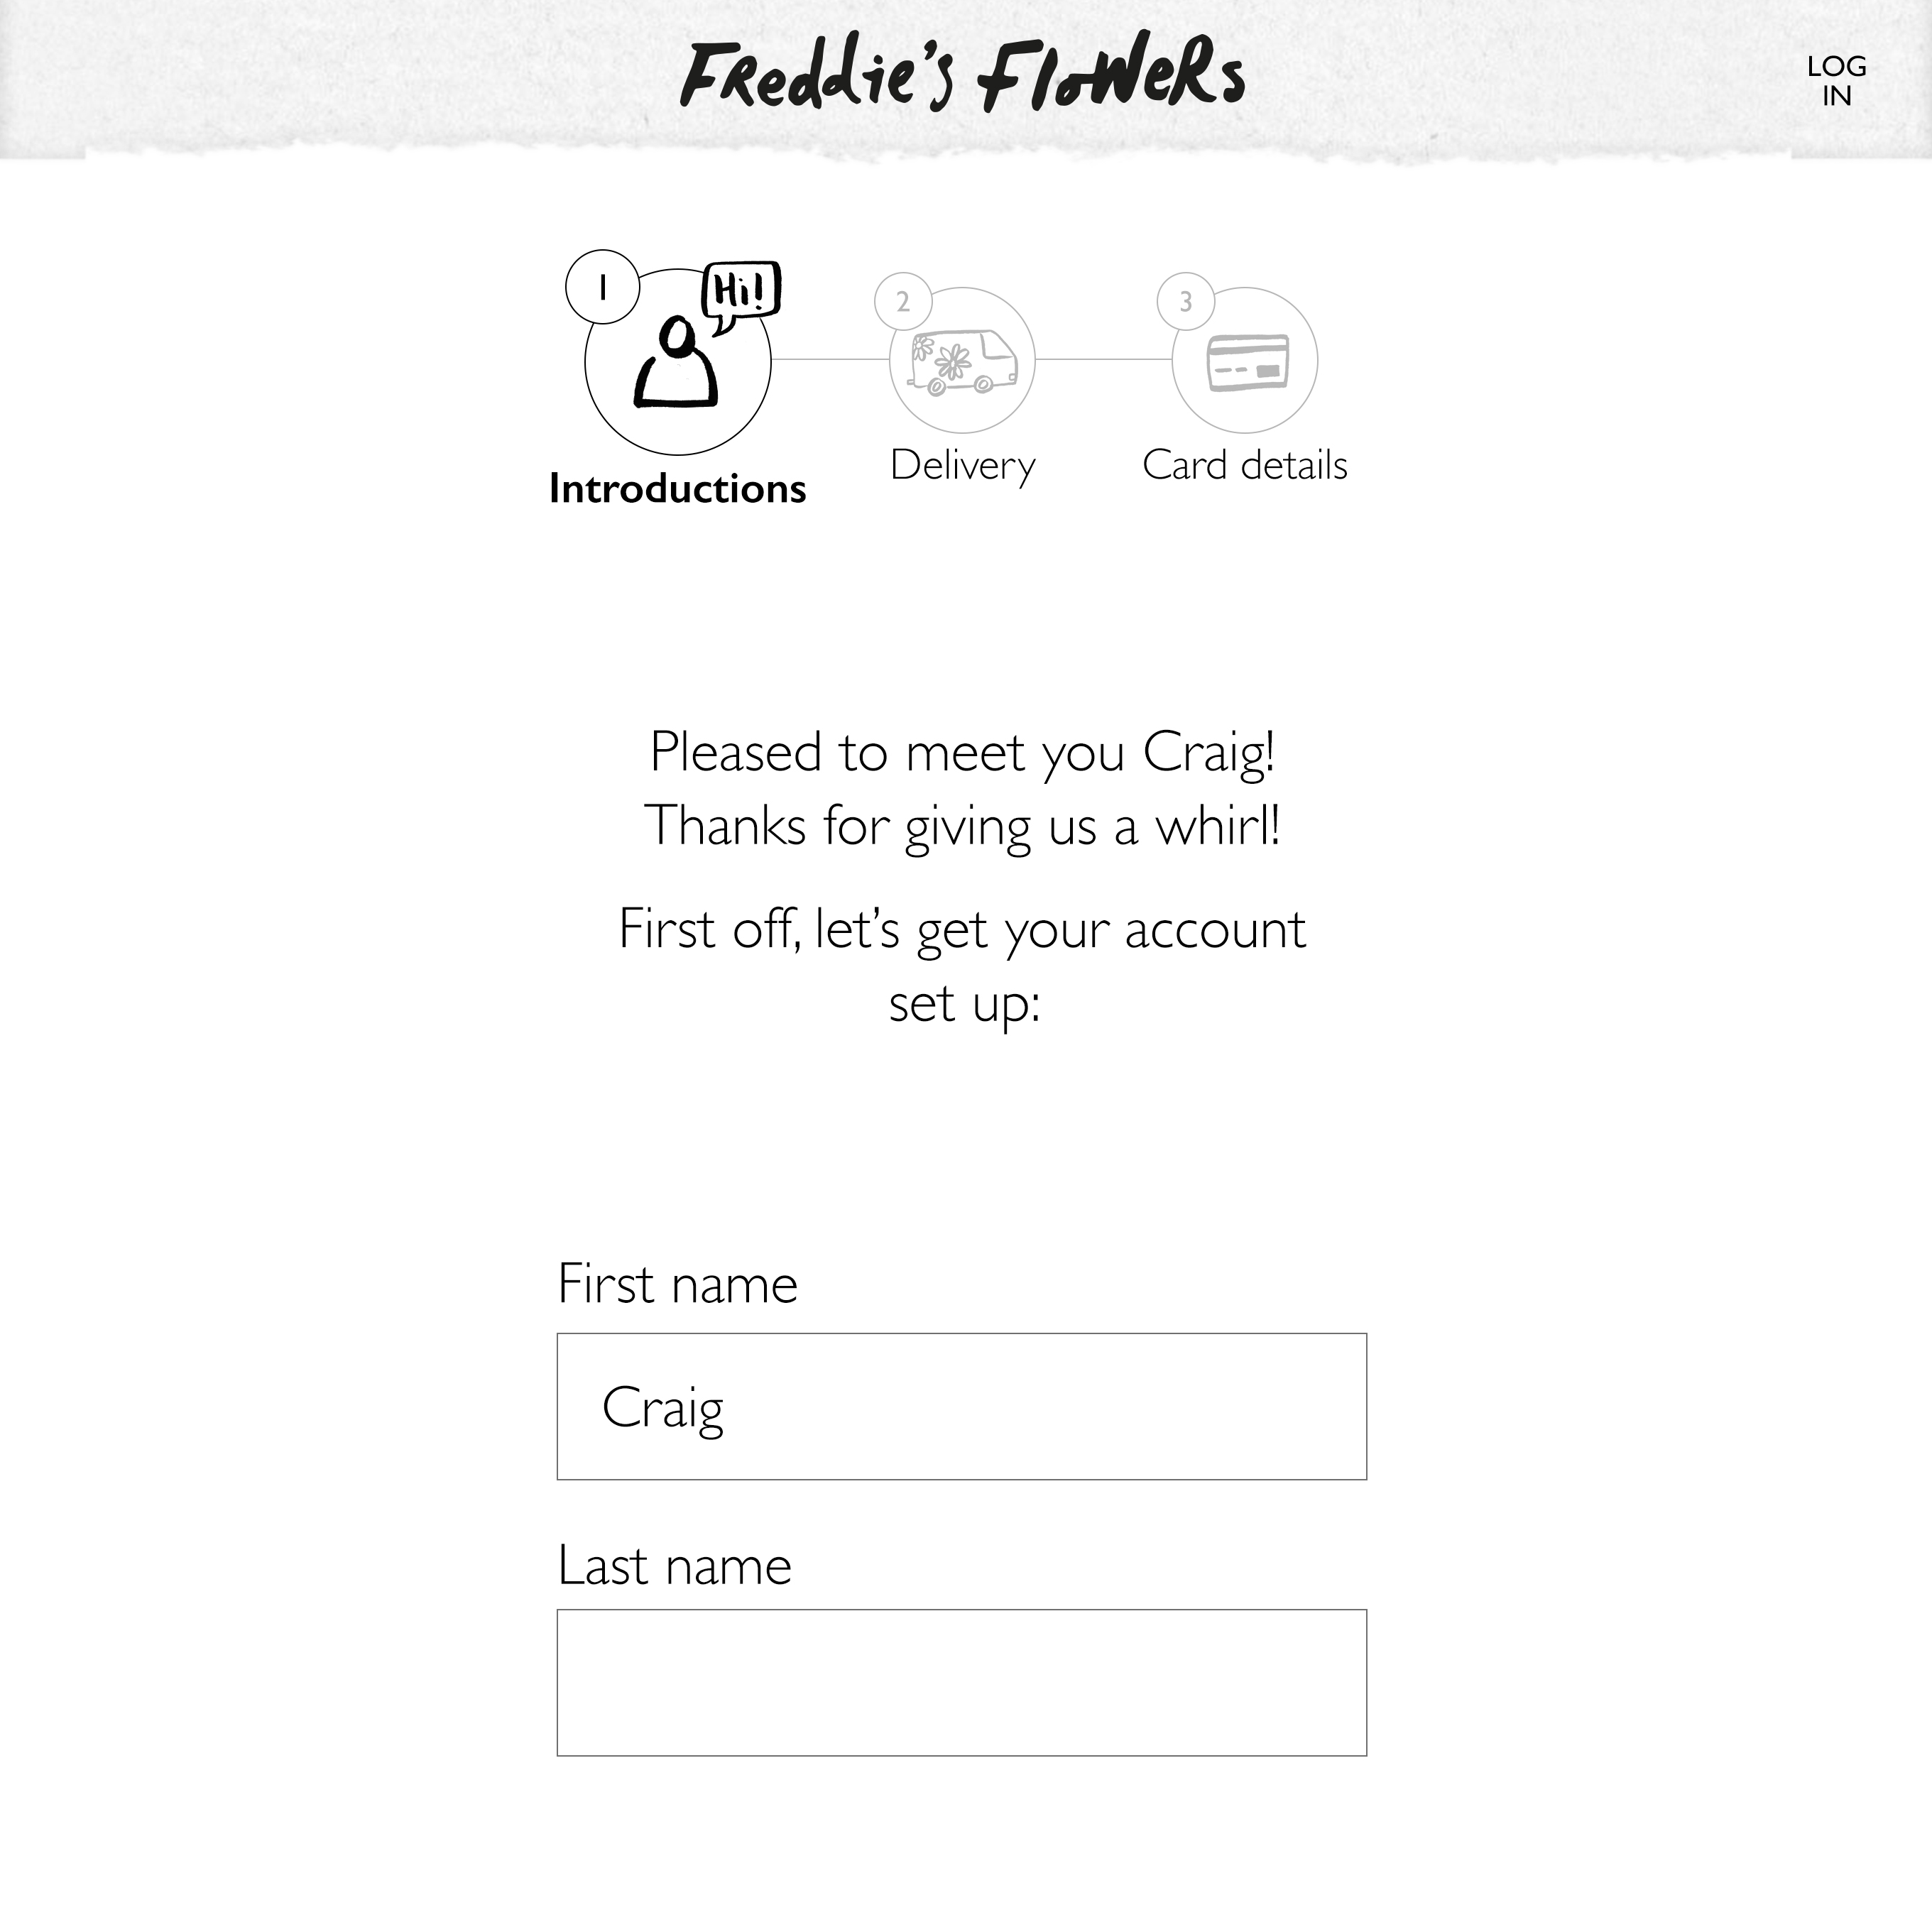 FReddie's FloWeRs
LOG
IN
1
Hi!
2
3
Introductions
Delivery
Card details
Pleased to meet you Craig!
Thanks for giving us a whirl!
First off, let’s get your account
set up:
First name
Craig
Last name